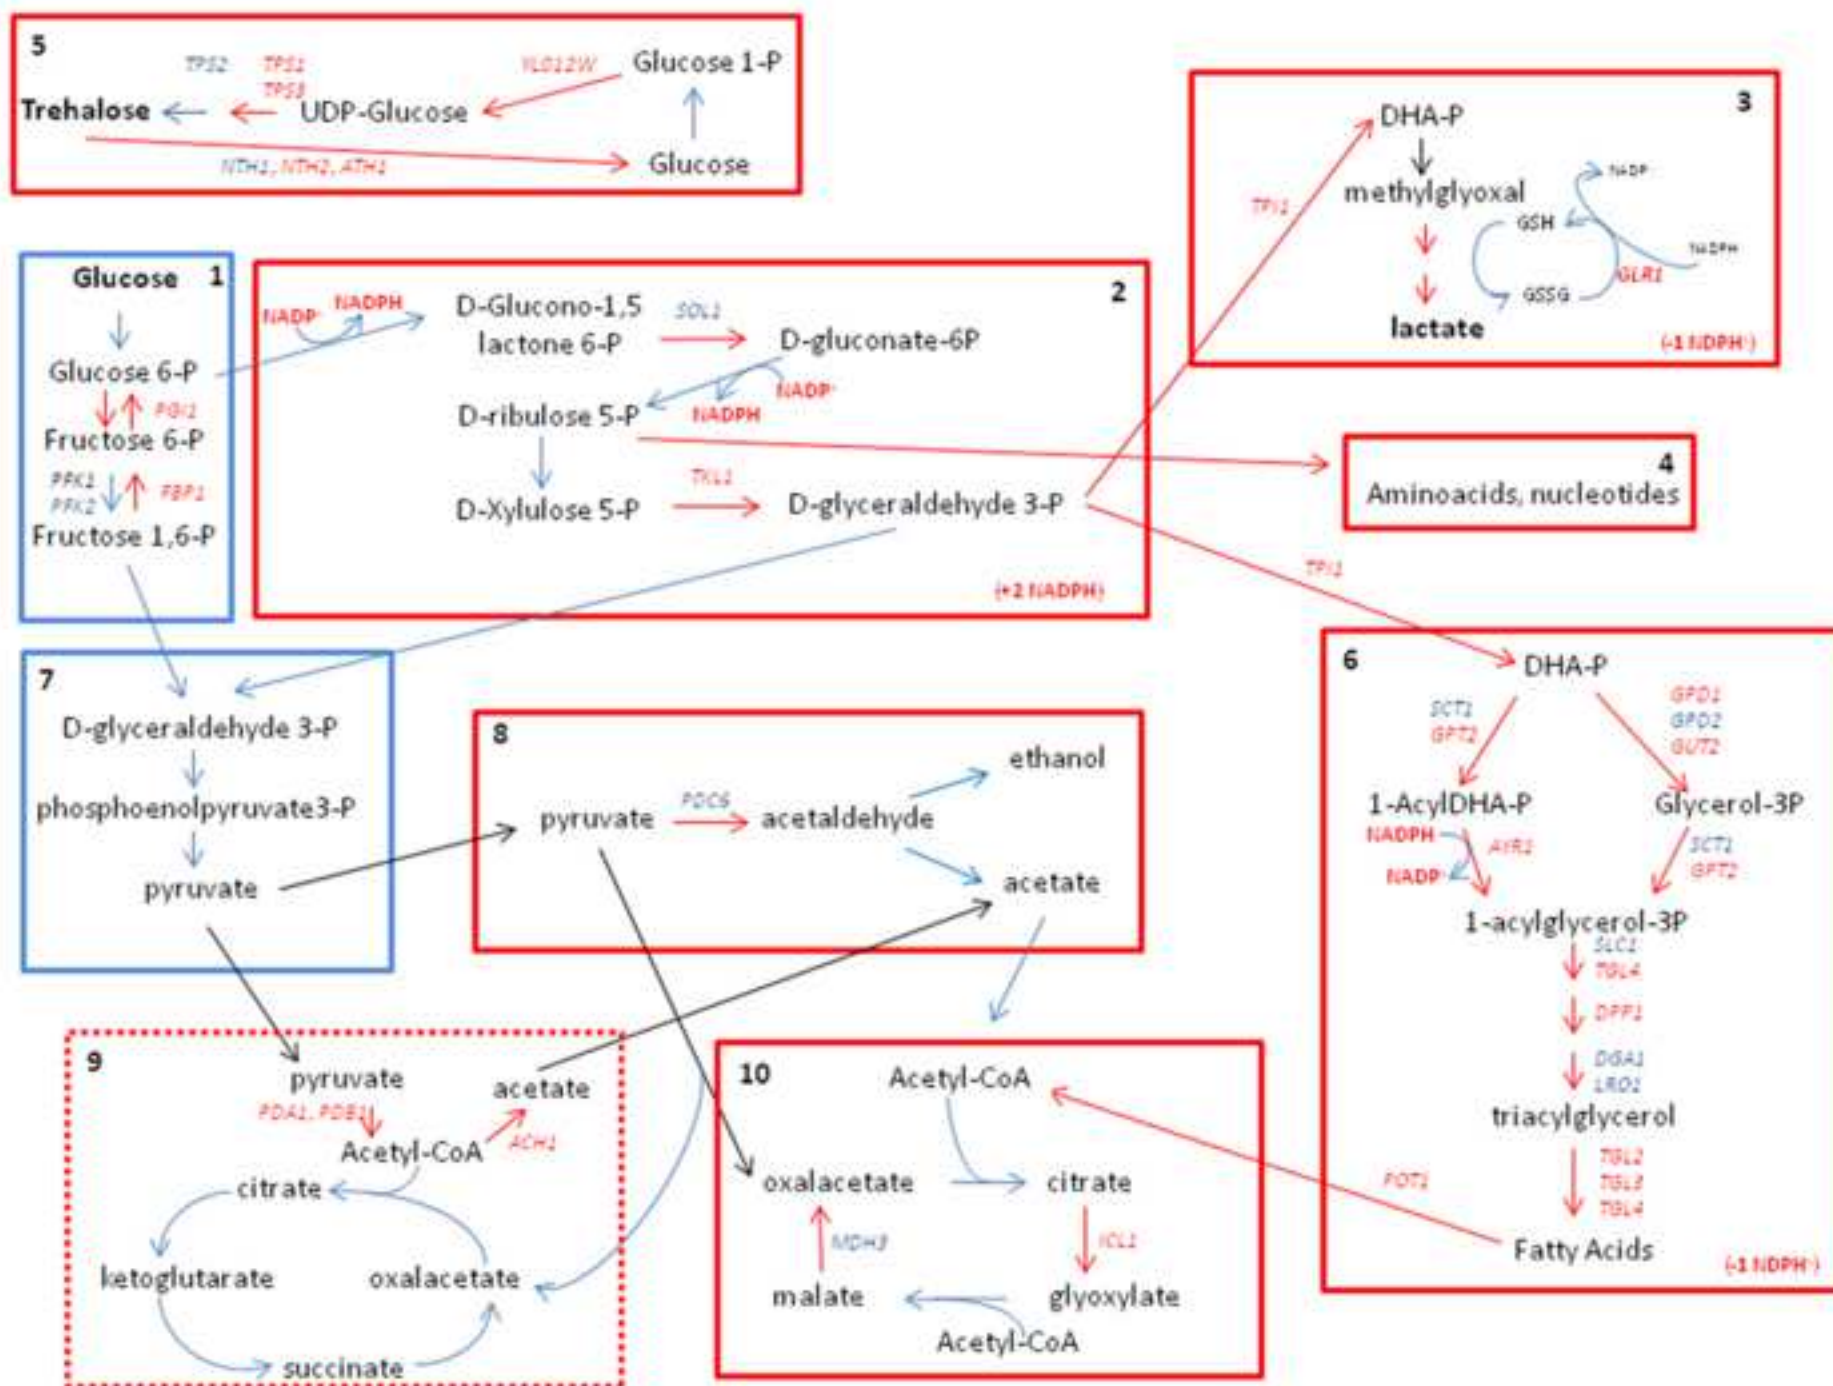 5
TPS2 TPS1 YLD12W Glucose 1-P
TPS3
Trehalose UDP-Glucose
NTH1, NTH2, ATH1 Glucose
3
DHA-P
TPI1
methylglyoxal
NADP
GSH
NADPH
GLR1
GSSG
lactate
(-1 NDPH⁺)
1
Glucose
Glucose 6-P
PGI1
Fructose 6-P
PFK1
PFK2 FBP1
Fructose 1,6-P
2
NADP⁺ NADPH
D-Glucono-1,5
lactone 6-P
SOL1
D-gluconate-6P
NADP⁺
NADPH
D-ribulose 5-P
D-Xylulose 5-P TKL1 D-glyceraldehyde 3-P
(+2 NADPH)
4
Aminoacids, nucleotides
TPI1
7
D-glyceraldehyde 3-P
phosphoenolpyruvate3-P
pyruvate
8
ethanol
pyruvate PDC6 acetaldehyde
acetate
6
DHA-P
SCT1
GPT2
GPD1
GPD2
GUT2
1-AcylDHA-P Glycerol-3P
NADPH AYR1
NADP⁺
SCT1
GPT2
1-acylglycerol-3P
SLC1
TGL4
DPP1
DGA1
LRO1
triacylglycerol
TGL2
TGL3
TGL4
Fatty Acids
(-1 NDPH⁺)
POT1
9
pyruvate
acetate
PDA1, PDB1
Acetyl-CoA ACH1
citrate
ketoglutarate oxalacetate
succinate
10
Acetyl-CoA
oxalacetate citrate
MDH3 ICL1
malate glyoxylate
Acetyl-CoA